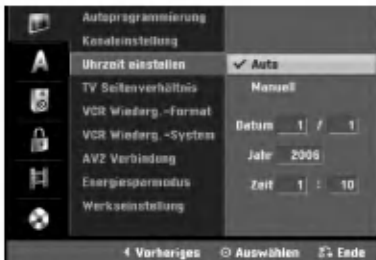 Autoprogrammierung
Kanaleinstellung
Uhrzeit einstellen
✔ Auto
TV Seitenverhältnis
Manuell
VCR Wiederg.-Format
VCR Wiederg.-System
Datum 1 / 1
AV2 Verbindung
Jahr 2006
Energiesparmodus
Zeit 1 : 10
Werkseinstellung
A
Vorheriges
Auswählen
Ende